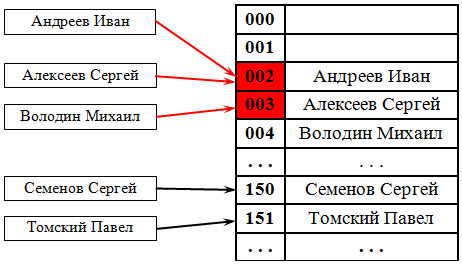 Андреев Иван
Алексеев Сергей
Володин Михаил
Семенов Сергей
Томский Павел
000
001
002 Андреев Иван
003 Алексеев Сергей
004 Володин Михаил
... ...
150 Семенов Сергей
151 Томский Павел
... ...